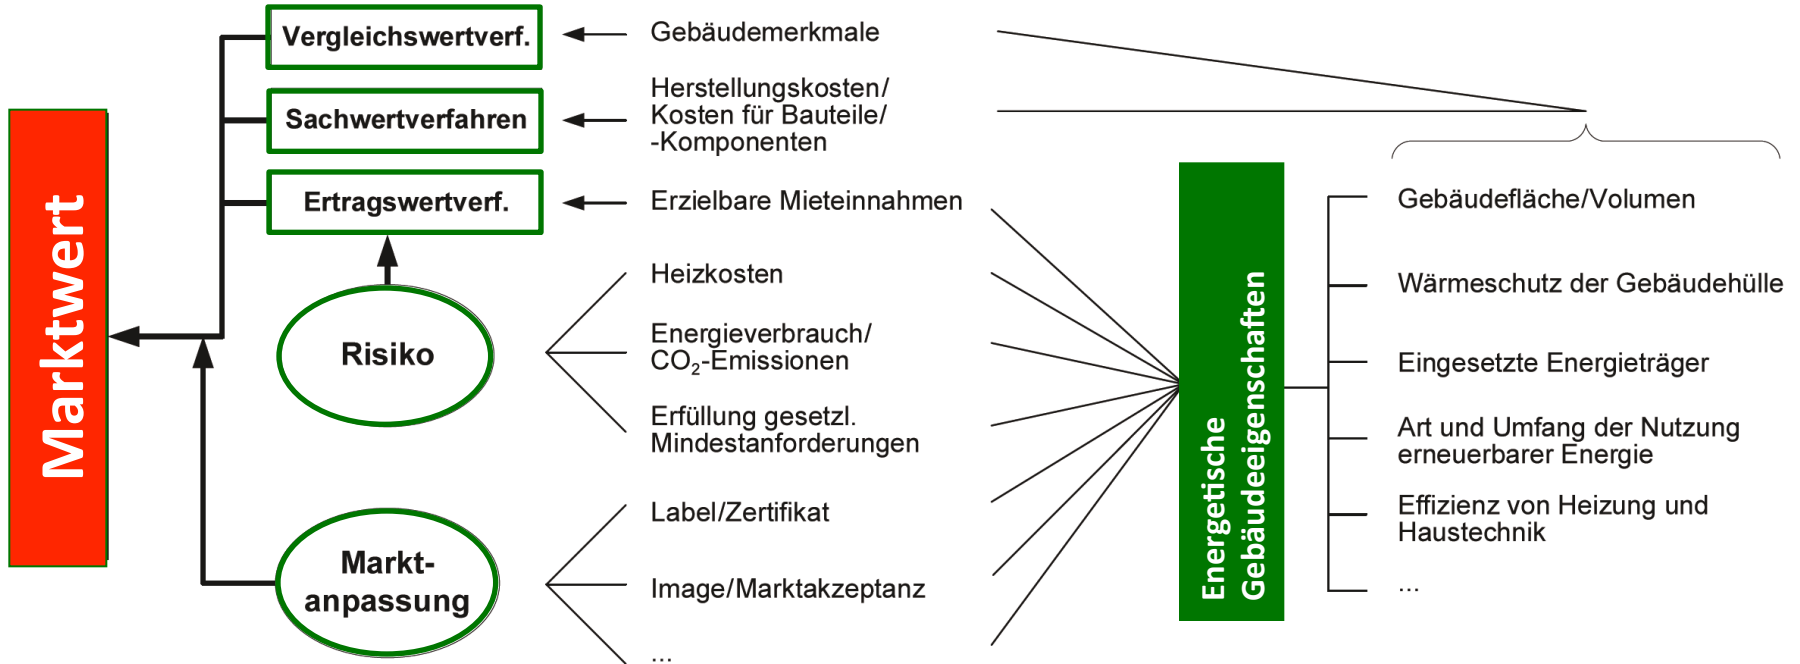 Marktwert
Vergleichswertverf.
Sachwertverfahren
Ertragswertverf.
Risiko
Markt-
anpassung
Gebäudemerkmale
Herstellungskosten/
Kosten für Bauteile/
-Komponenten
Erzielbare Mieteinnahmen
Heizkosten
Energieverbrauch/
CO₂-Emissionen
Erfüllung gesetzl.
Mindestanforderungen
Label/Zertifikat
Image/Marktakzeptanz
...
Energetische
Gebäudeeigenschaften
Gebäudefläche/Volumen
Wärmeschutz der Gebäudehülle
Eingesetzte Energieträger
Art und Umfang der Nutzung
erneuerbarer Energie
Effizienz von Heizung und
Haustechnik
...